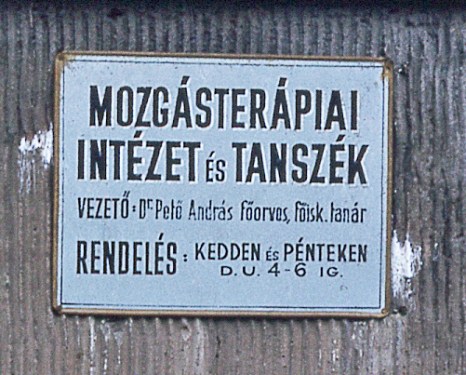 MOZGÁSTERÁPIAI
INTÉZET ÉS TANSZÉK
VEZETŐ: Dr Pető András főorvos, főisk. tanár
RENDELÉS: KEDDEN ÉS PÉNTEKEN
D.U. 4-6 IG.